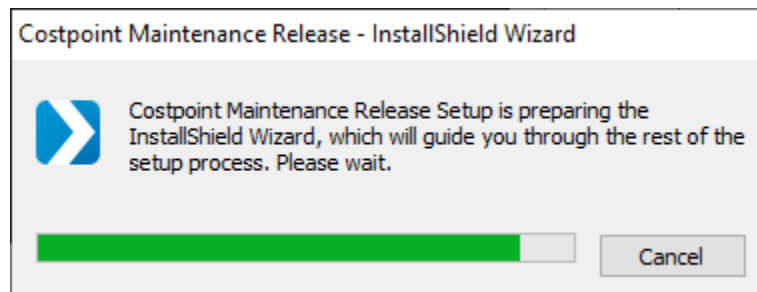 Costpoint Maintenance Release - InstallShield Wizard
Costpoint Maintenance Release Setup is preparing the
InstallShield Wizard, which will guide you through the rest of the
setup process. Please wait.
Cancel